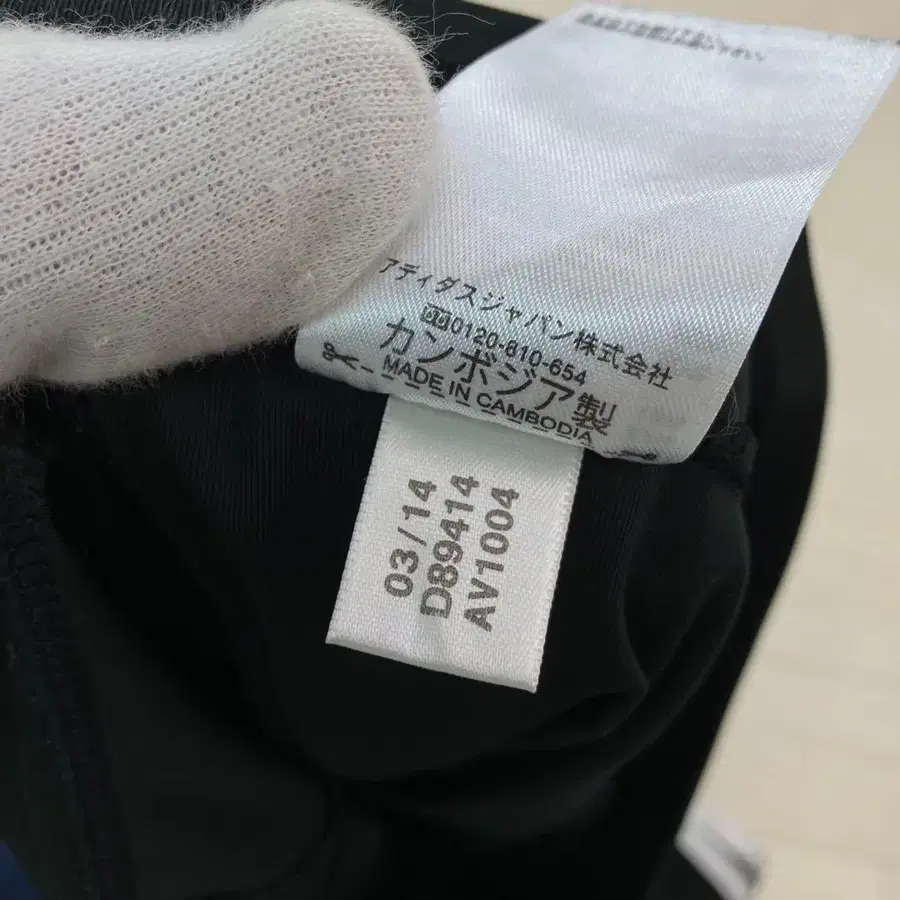 アディダスジャパン株式会社
0120-810-654
カンボジア製
MADE IN CAMBODIA
03/14
D89414
AV1004